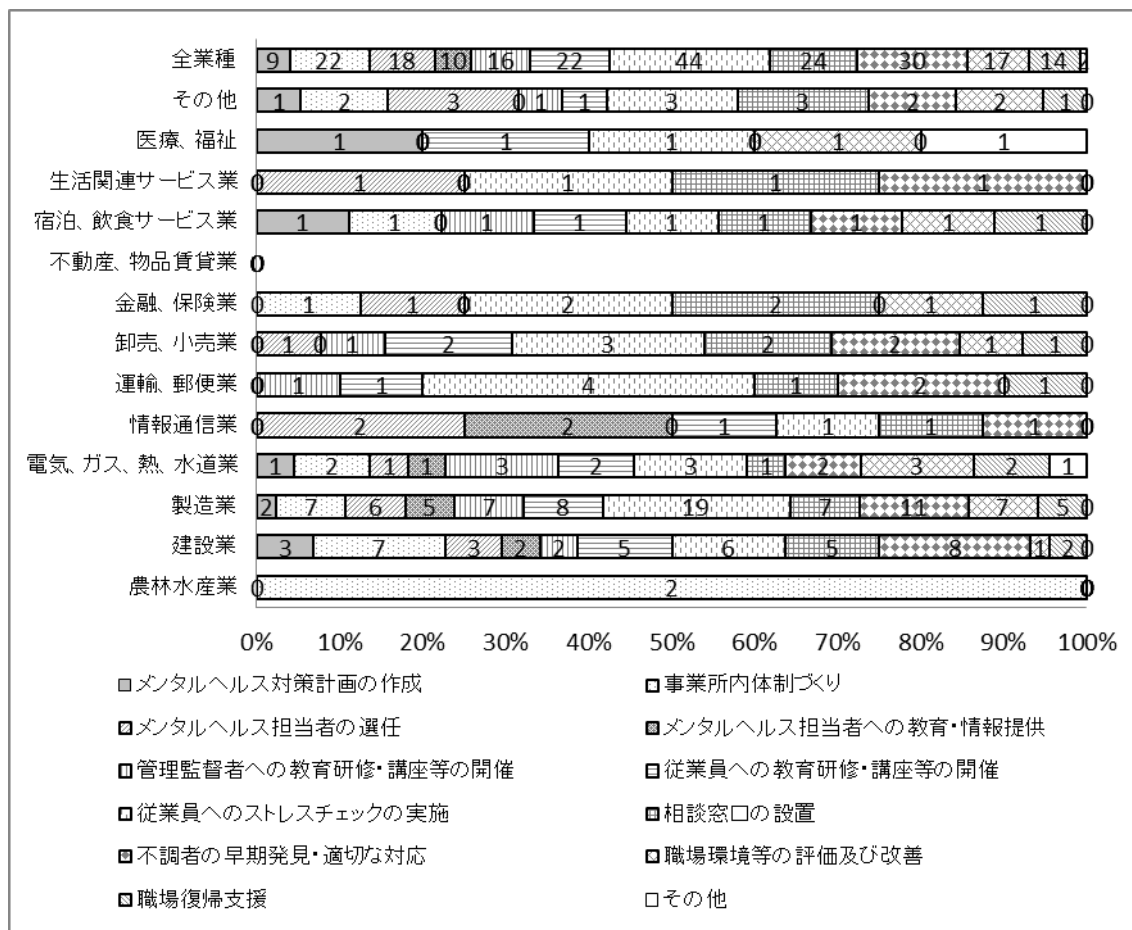 全業種 9 22 18 10 16 22 44 24 30 17 14 2
その他 1 2 3 0 1 1 3 3 2 2 1 0
医療、福祉 1 0 1 1 0 1 0 1
生活関連サービス業 0 1 0 1 1 1 0
宿泊、飲食サービス業 1 1 0 1 1 1 1 1 1 1 0
不動産、物品賃貸業 0
金融、保険業 0 1 1 0 2 2 0 1 1 0
卸売、小売業 0 1 0 1 2 3 2 2 1 1 0
運輸、郵便業 0 1 1 4 1 2 0 1 0
情報通信業 0 2 2 0 1 1 1 1 0
電気、ガス、熱、水道業 1 2 1 1 3 2 3 1 2 3 2 1
製造業 2 7 6 5 7 8 19 7 11 7 5 0
建設業 3 7 3 2 2 5 6 5 8 1 2 0
農林水産業 0 2 0
0% 10% 20% 30% 40% 50% 60% 70% 80% 90% 100%
メンタルヘルス対策計画の作成 事業所内体制づくり
メンタルヘルス担当者の選任 メンタルヘルス担当者への教育・情報提供
管理監督者への教育研修・講座等の開催 従業員への教育研修・講座等の開催
従業員へのストレスチェックの実施 相談窓口の設置
不調者の早期発見・適切な対応 職場環境等の評価及び改善
職場復帰支援 その他